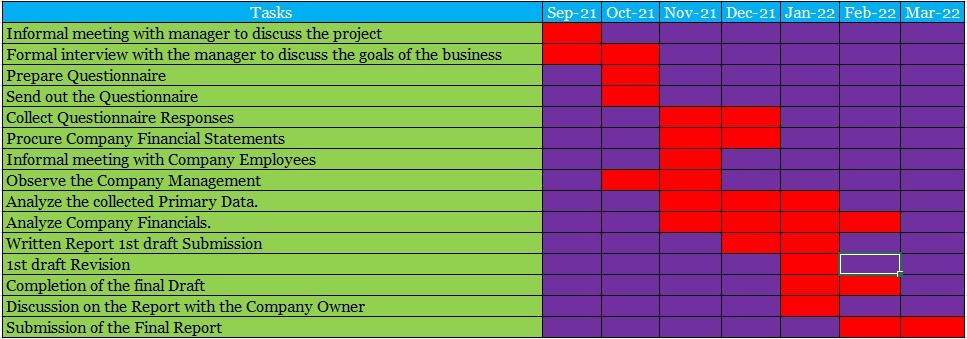 Tasks Sep-21 Oct-21 Nov-21 Dec-21 Jan-22 Feb-22 Mar-22
Informal meeting with manager to discuss the project
Formal interview with the manager to discuss the goals of the business
Prepare Questionnaire
Send out the Questionnaire
Collect Questionnaire Responses
Procure Company Financial Statements
Informal meeting with Company Employees
Observe the Company Management
Analyze the collected Primary Data.
Analyze Company Financials.
Written Report 1st draft Submission
1st draft Revision
Completion of the final Draft
Discussion on the Report with the Company Owner
Submission of the Final Report